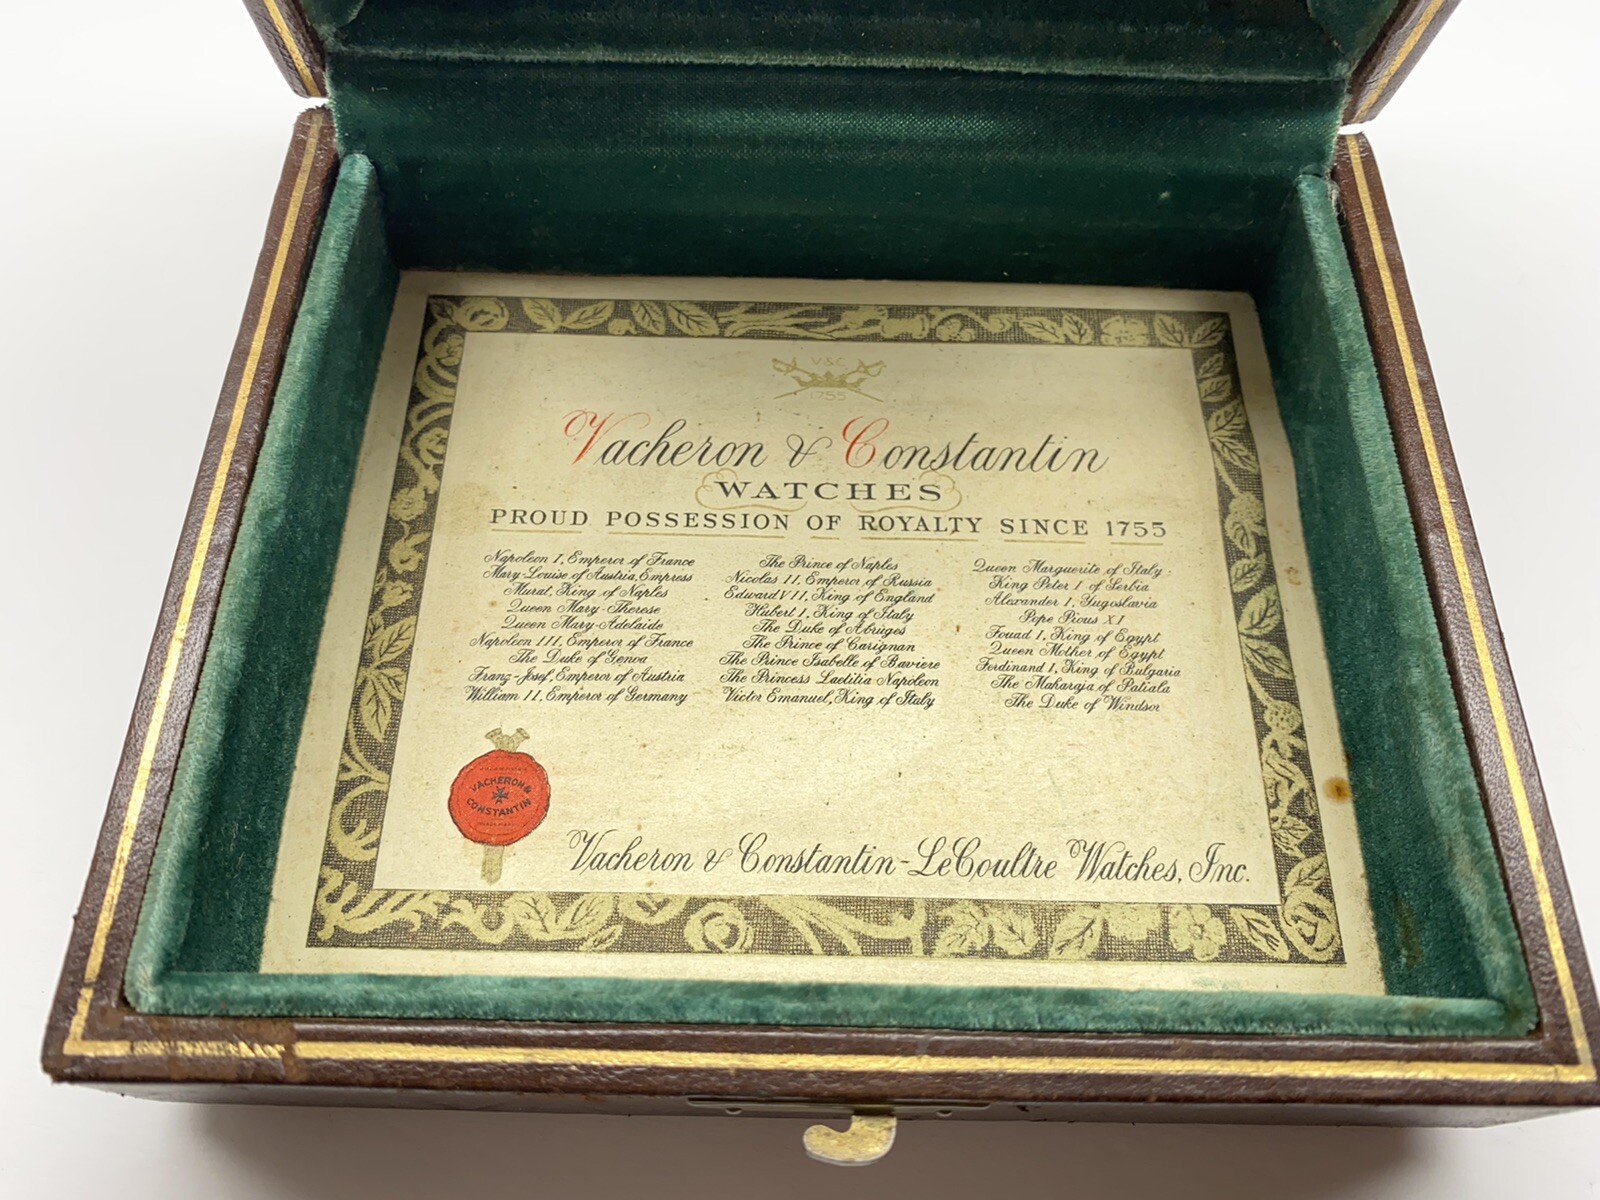 V & C
1755
Vacheron & Constantin
WATCHES
PROUD POSSESSION OF ROYALTY SINCE 1755
Napoleon I, Emperor of France
Mary-Louise of Austria, Empress
Murat, King of Naples
Queen Mary-Therese
Queen Mary-Adelaide
Napoleon III, Emperor of France
The Duke of Genoa
Franz-Josef, Emperor of Austria
William II, Emperor of Germany
The Prince of Naples
Nicolas II, Emperor of Russia
Edward VII, King of England
Hubert I, King of Italy
The Duke of Abruges
The Prince of Carignan
The Prince Isabelle of Baviere
The Princess Laetitia Napoleon
Victor Emanuel, King of Italy
Queen Marguerite of Italy
King Peter I of Serbia
Alexander I, Yugoslavia
Pope Pious XI
Fouad I, King of Egypt
Queen Mother of Egypt
Ferdinand I, King of Bulgaria
The Maharaja of Patiala
The Duke of Windsor
VACHERON &
CONSTANTIN
Vacheron & Constantin-LeCoultre Watches, Inc.